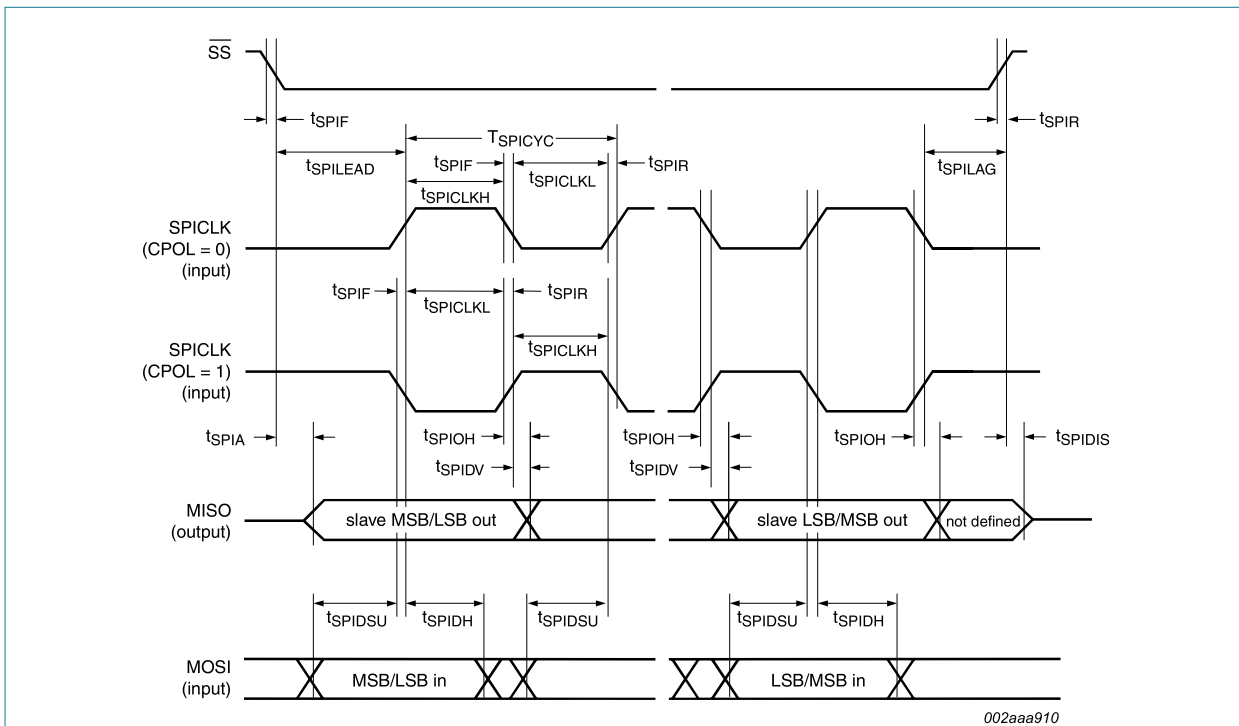 SS
tSPIF
tSPIR
TSPICYC
tSPILEAD
tSPIF
tSPICLKL
tSPIR
tSPILAG
tSPICLKH
SPICLK
(CPOL = 0)
(input)
tSPIF
tSPICLKL
tSPIR
tSPICLKH
SPICLK
(CPOL = 1)
(input)
tSPIA
tSPIOH
tSPIOH
tSPIOH
tSPIDIS
tSPIDV
tSPIDV
MISO
(output)
slave MSB/LSB out
slave LSB/MSB out
not defined
tSPIDSU
tSPIDH
tSPIDSU
tSPIDSU
tSPIDH
MOSI
(input)
MSB/LSB in
LSB/MSB in
002aaa910